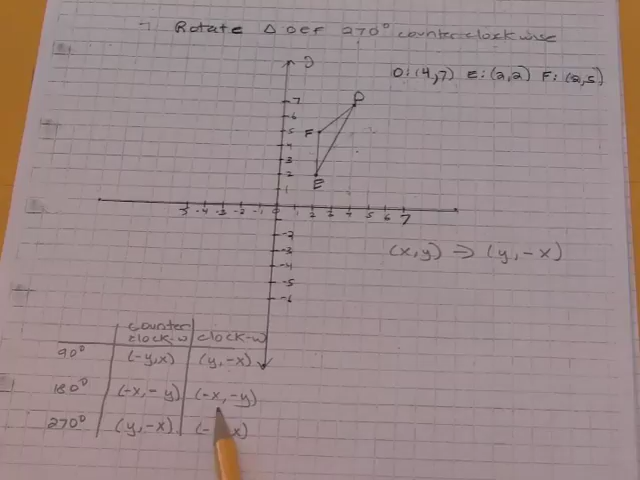 Rotate △ DEF 270° counterclockwise
D:(4,7) E:(2,2) F:(2,5)
7
D
6
F 5
4
3
2
E
1
-4 -3 -2 -1 0 1 2 3 4 5 6 7
-2
-3
(x,y) ⇒ (y,-x)
-4
-5
-6
counter
clock-w clock-w
90° (-y,x) (y,-x)
180° (-x,-y) (-x,-y)
270° (y,-x) (- x)